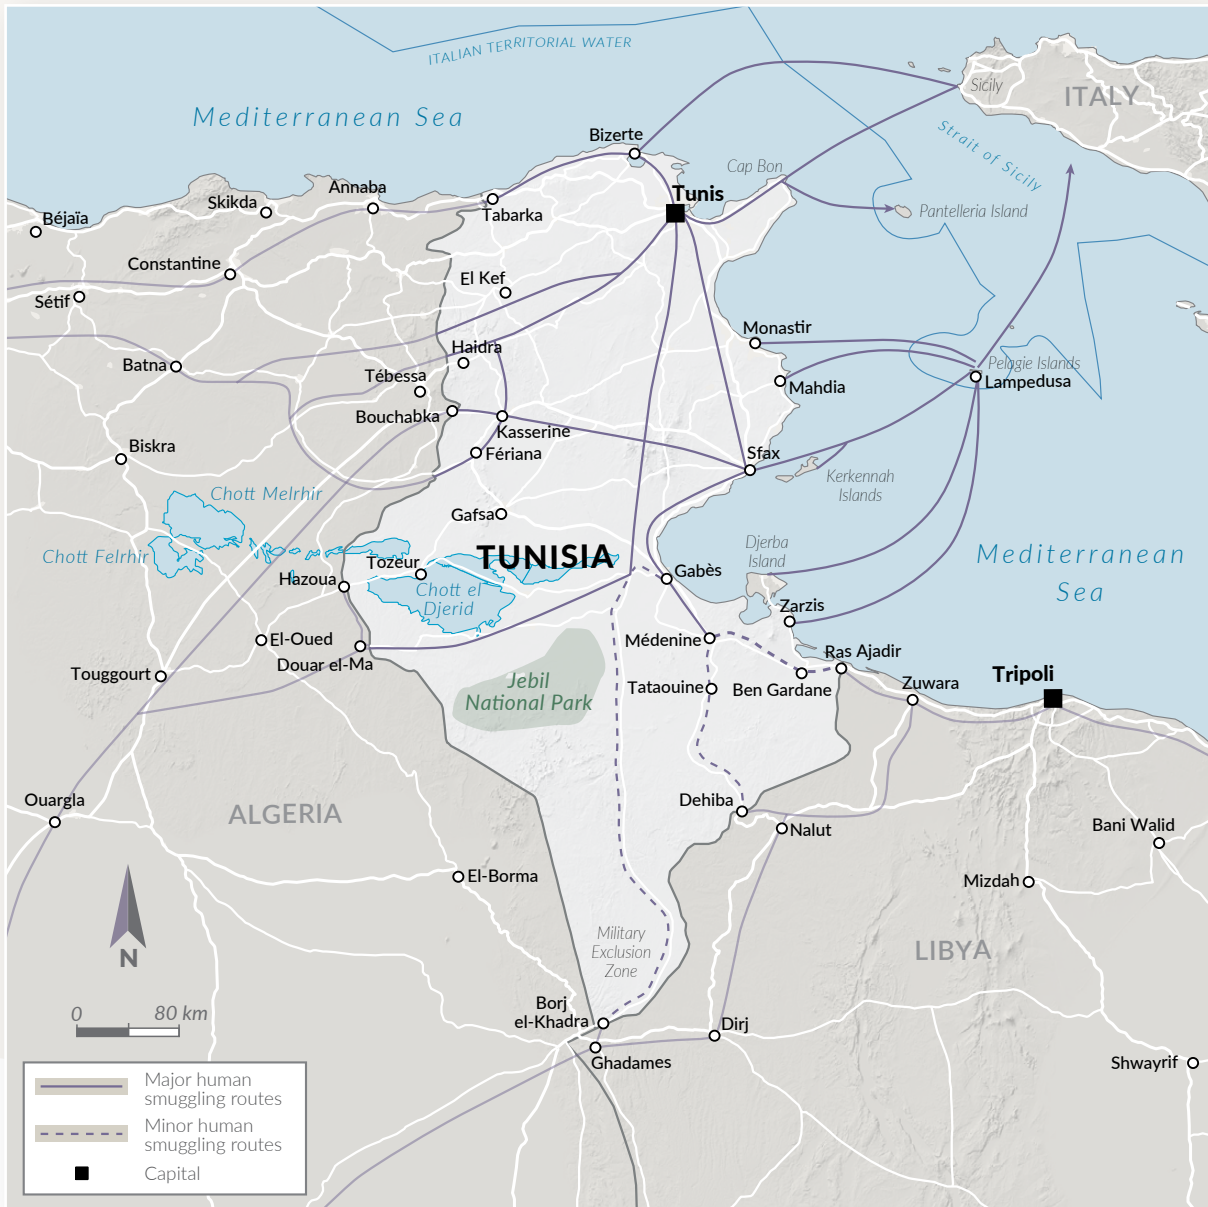 ITALIAN TERRITORIAL WATER
Mediterranean Sea
Sicily
ITALY
Strait of Sicily
Bizerte
Cap Bon
Tunis
Annaba
Skikda
Tabarka
Béjaïa
Pantelleria Island
Constantine
El Kef
Sétif
Monastir
Haidra
Batna
Tébessa
Pelagie Islands
Lampedusa
Mahdia
Bouchabka
Kasserine
Biskra
Fériana
Sfax
Kerkennah
Islands
Chott Melrhir
Gafsa
Chott Felrhir
TUNISIA
Djerba
Island
Mediterranean
Sea
Tozeur
Hazoua
Gabès
Chott el
Djerid
Zarzis
El-Oued
Douar el-Ma
Médenine
Ras Ajadir
Touggourt
Jebil
National Park
Tataouine
Ben Gardane
Zuwara
Tripoli
Ouargla
ALGERIA
Dehiba
Nalut
Bani Walid
El-Borma
Mizdah
N
Military
Exclusion
Zone
LIBYA
0
80 km
Borj
el-Khadra
Dirj
Ghadames
Shwayrif
Major human
smuggling routes
Minor human
smuggling routes
Capital